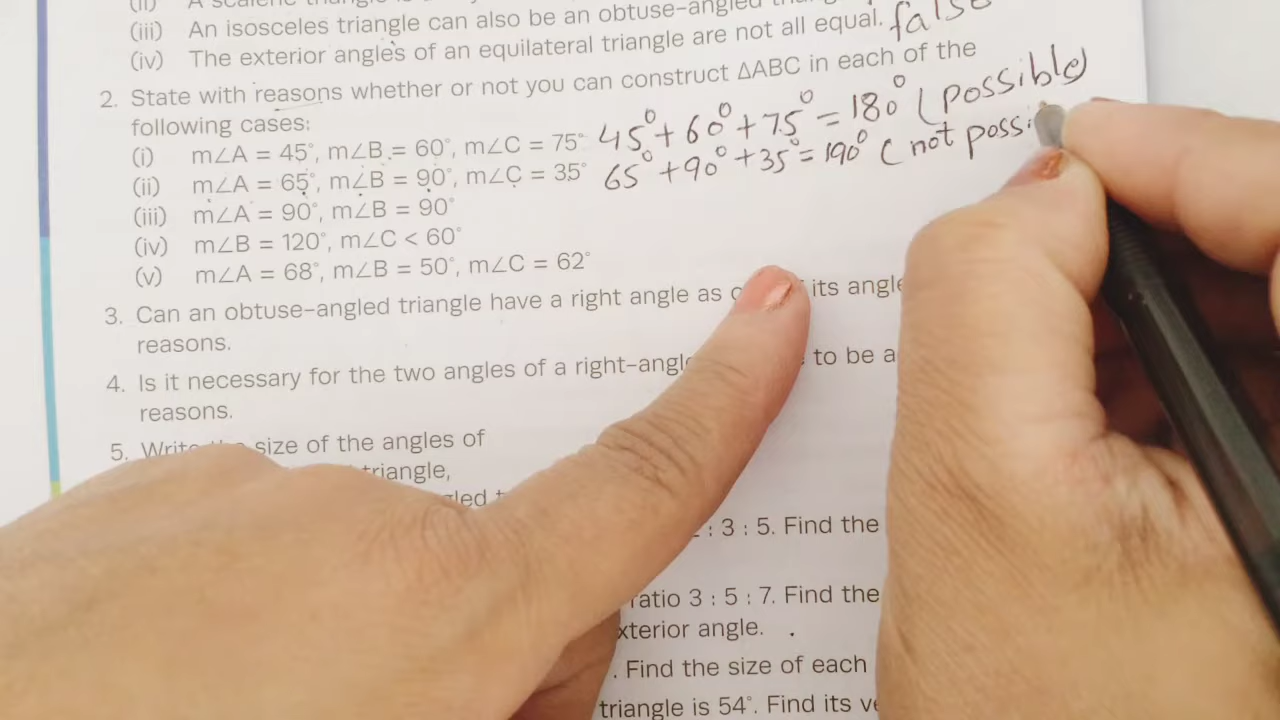 (iii) An isosceles triangle can also be an obtuse-angled
(iv) The exterior angles of an equilateral triangle are not all equal. false
2. State with reasons whether or not you can construct ΔABC in each of the
following cases:
(i) m∠A = 45°, m∠B = 60°, m∠C = 75° 45° + 60° + 75° = 180° ( possible
(ii) m∠A = 65°, m∠B = 90°, m∠C = 35° 65° + 90° + 35° = 190° ( not possi
(iii) m∠A = 90°, m∠B = 90°
(iv) m∠B = 120°, m∠C < 60°
(v) m∠A = 68°, m∠B = 50°, m∠C = 62°
3. Can an obtuse-angled triangle have a right angle as its angle
reasons.
4. Is it necessary for the two angles of a right-angle to be a
reasons.
5. Write size of the angles of
triangle,
: 3 : 5. Find the
ratio 3 : 5 : 7. Find the
exterior angle.
. Find the size of each
triangle is 54°. Find its